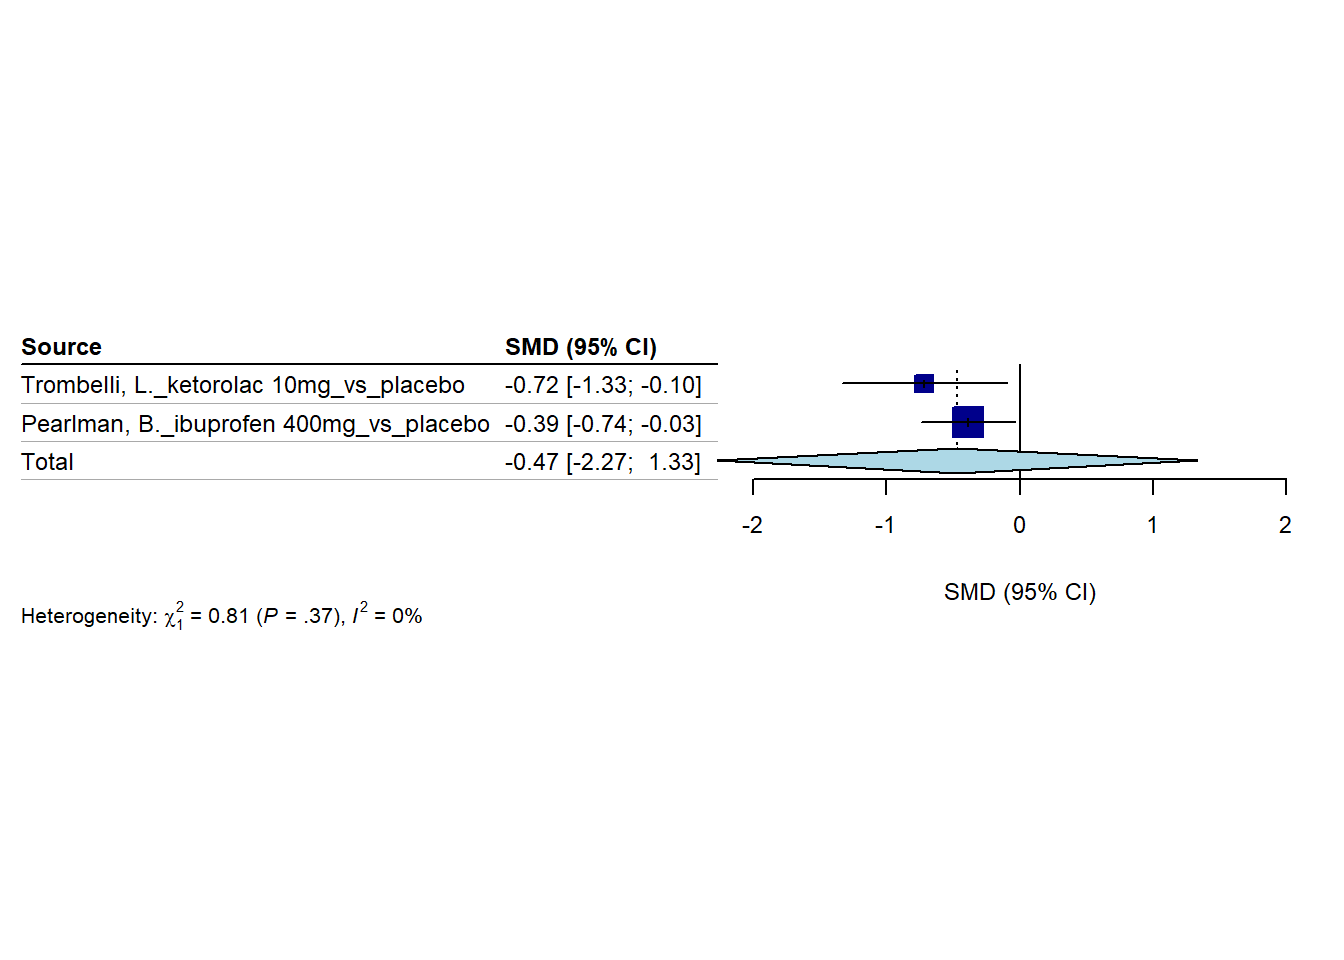 Source SMD (95% CI)
Trombelli, L._ketorolac 10mg_vs_placebo -0.72 [-1.33; -0.10]
Pearlman, B._ibuprofen 400mg_vs_placebo -0.39 [-0.74; -0.03]
Total -0.47 [-2.27; 1.33]
-2 -1 0 1 2
SMD (95% CI)
Heterogeneity: χ²₁ = 0.81 (P = .37), I² = 0%